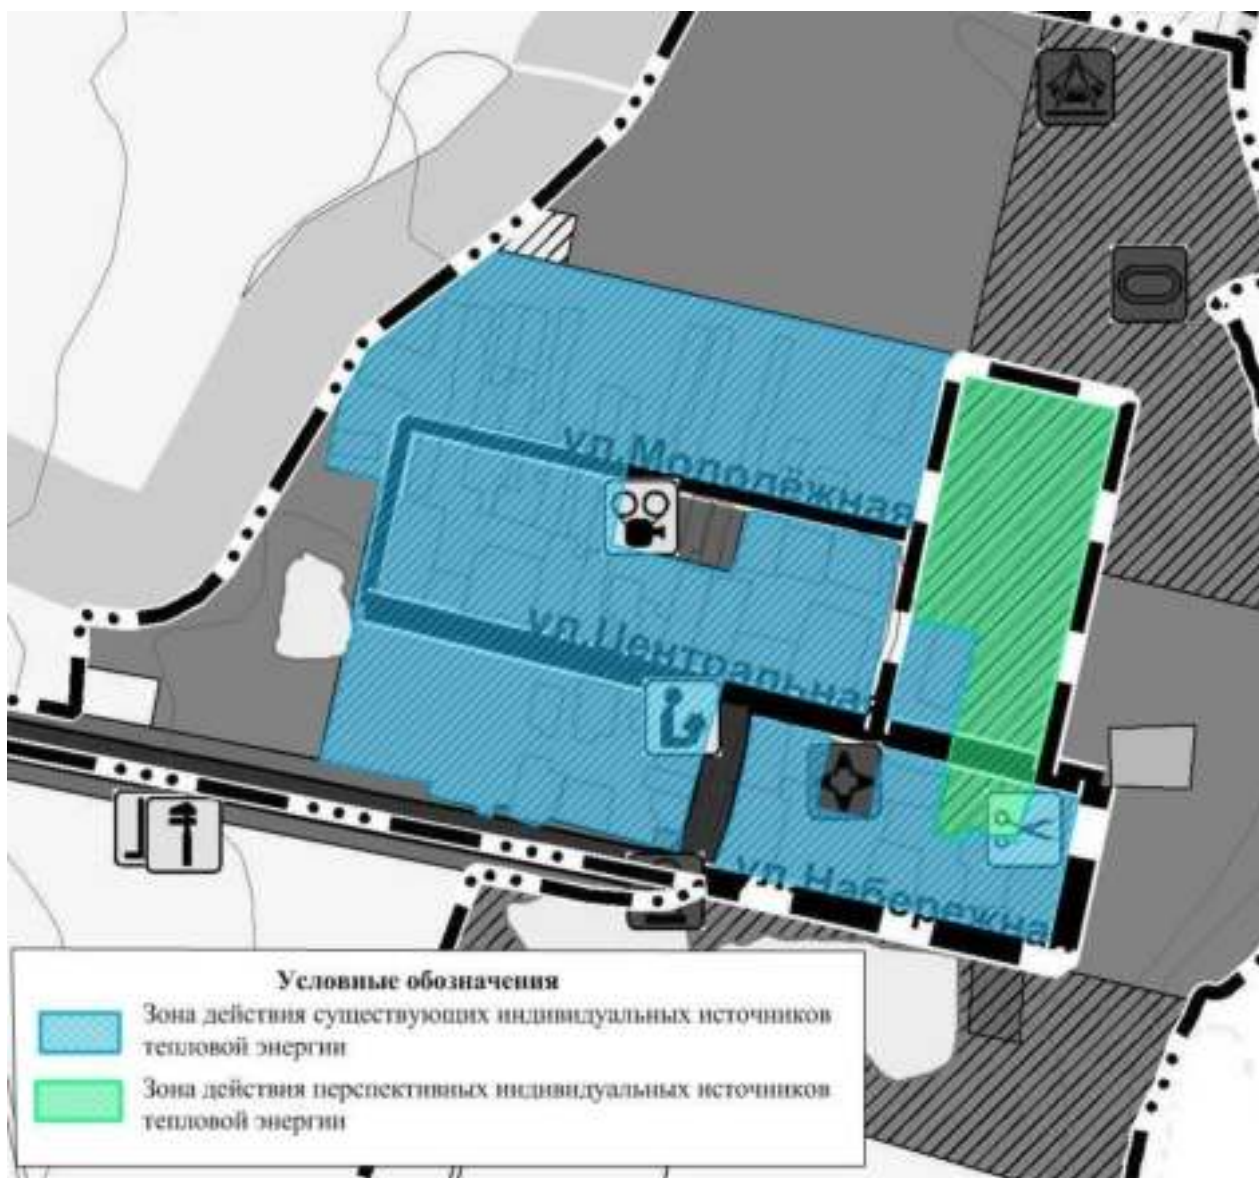 ул.Молодёжная
ул.Центральная
ул.Набережна
Условные обозначения
Зона действия существующих индивидуальных источников
тепловой энергии
Зона действия перспективных индивидуальных источников
тепловой энергии